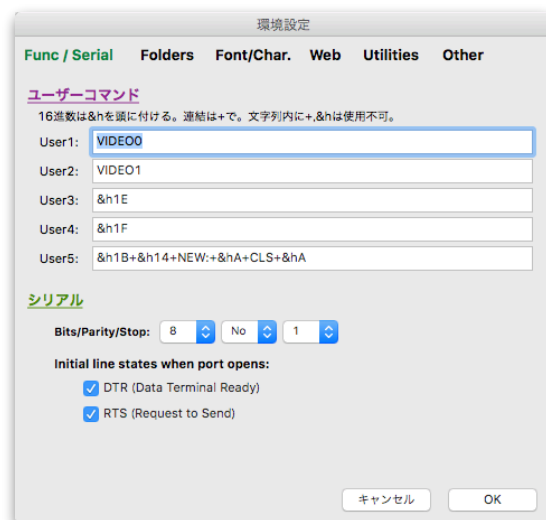 環境設定
Func / Serial Folders Font/Char. Web Utilities Other
ユーザーコマンド
16進数は&hを頭に付ける。連結は+で。文字列内に+,&hは使用不可。
User1: VIDEO0
User2: VIDEO1
User3: &h1E
User4: &h1F
User5: &h1B+&h14+NEW:+&hA+CLS+&hA
シリアル
Bits/Parity/Stop: 8 No 1
Initial line states when port opens:
DTR (Data Terminal Ready)
RTS (Request to Send)
キャンセル OK